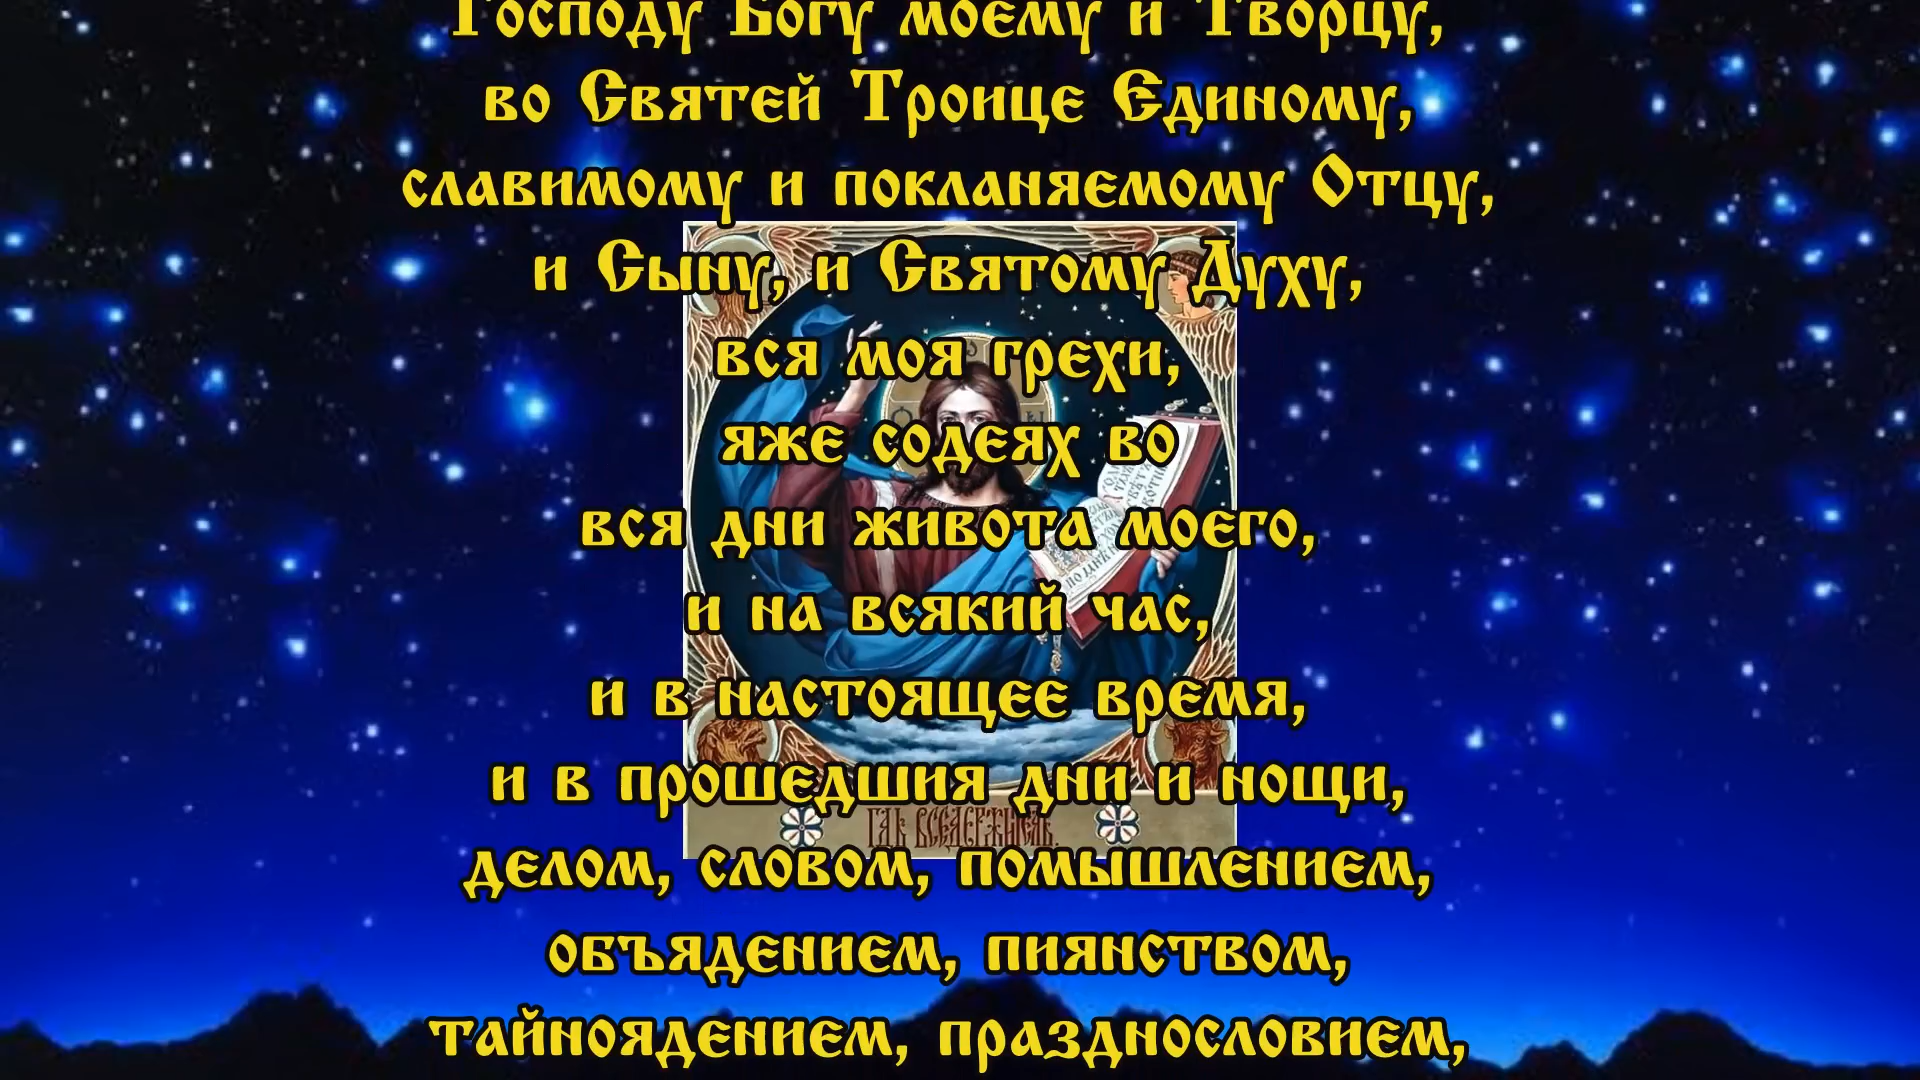 Господу Богу моему и Творцу,
во Святей Троице Единому,
славимому и покланяемому Отцу,
и Сыну, и Святому Духу,
вся моя грехи,
яже содеях во
вся дни живота моего,
и на всякий час,
и в настоящее время,
и в прошедшия дни и нощи,
делом, словом, помышлением,
объядением, пиянством,
тайноядением, празднословием,